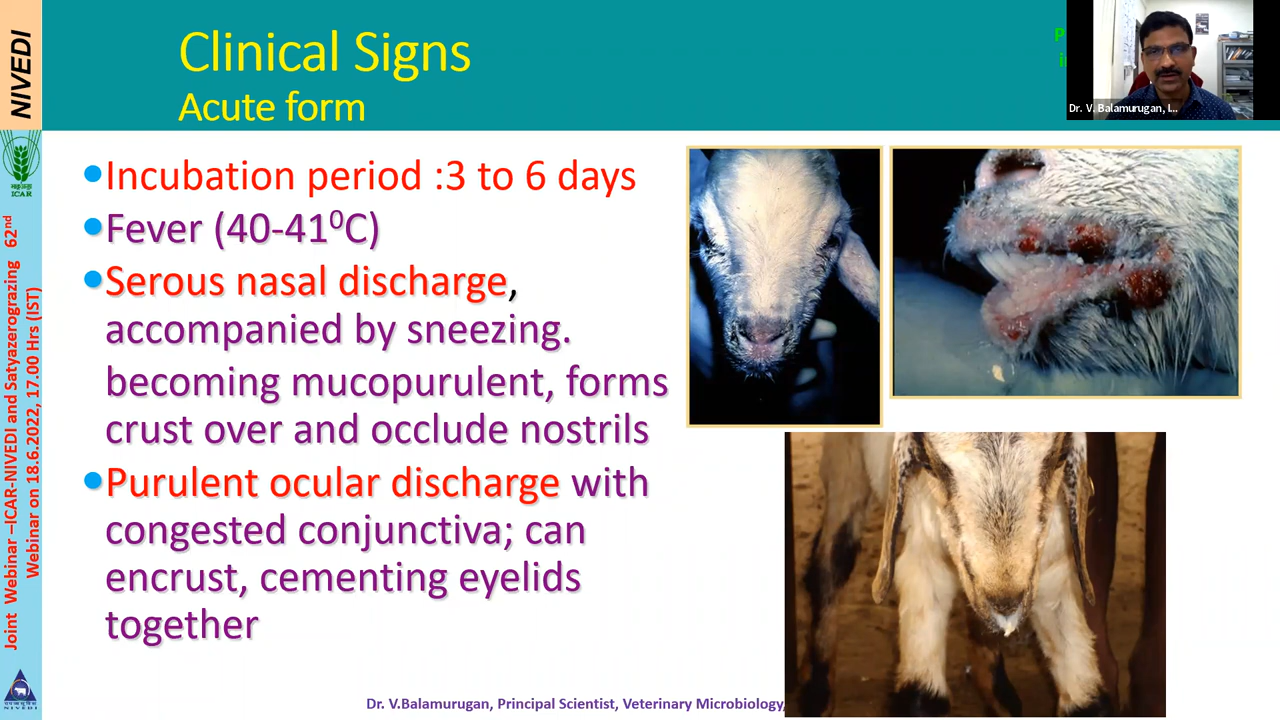 Clinical Signs
Acute form
Dr. V. Balamurugan, I...
•Incubation period :3 to 6 days
•Fever (40-41⁰C)
•Serous nasal discharge,
accompanied by sneezing.
becoming mucopurulent, forms
crust over and occlude nostrils
•Purulent ocular discharge with
congested conjunctiva; can
encrust, cementing eyelids
together
Dr. V.Balamurugan, Principal Scientist, Veterinary Microbiology,
NIVEDI
ICAR
Joint Webinar –ICAR-NIVEDI and Satyazerograzing 62nd
Webinar on 18.6.2022, 17.00 Hrs (IST)
NIVEDI